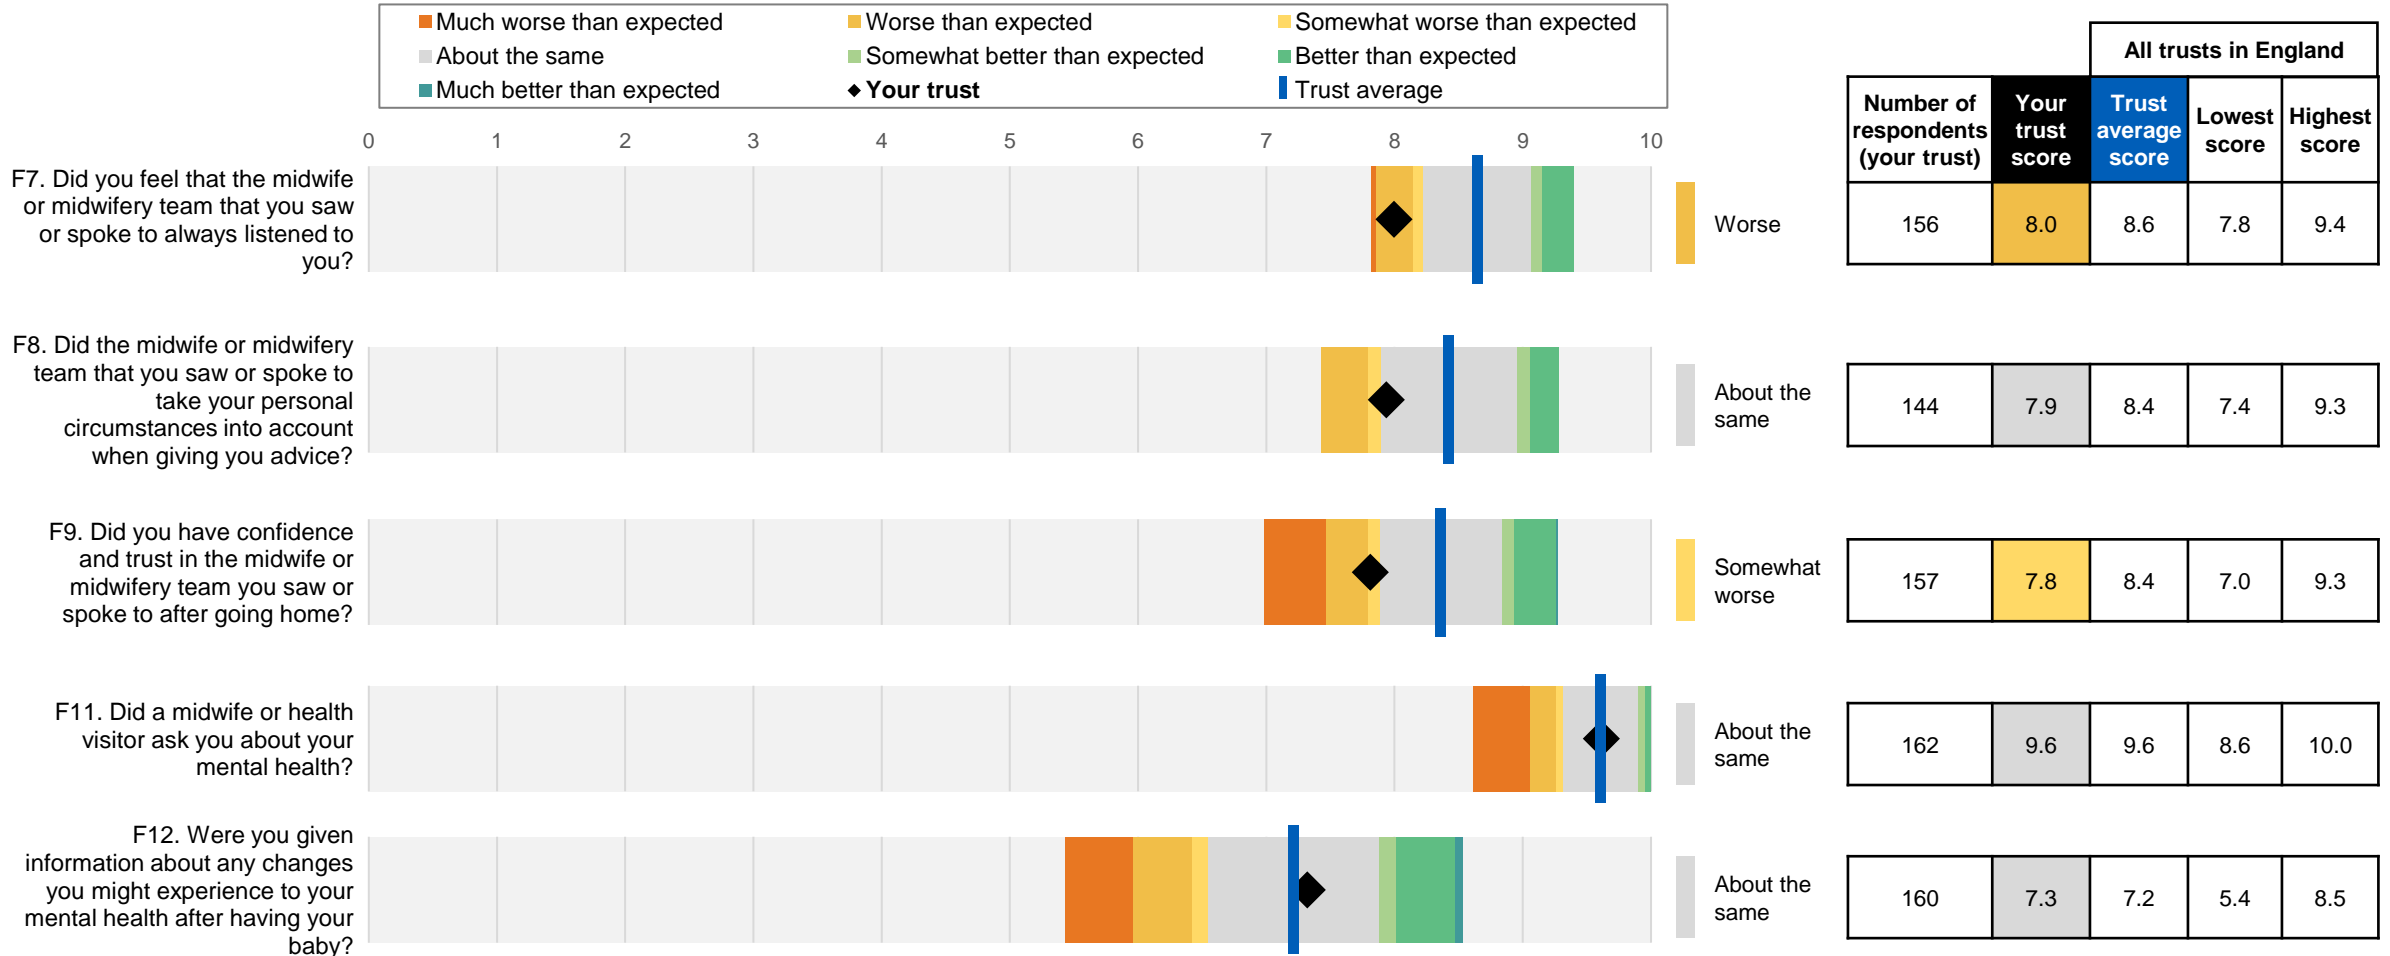 Much worse than expected
Worse than expected
Somewhat worse than expected
About the same
Somewhat better than expected
Better than expected
Much better than expected
Your trust
Trust average
All trusts in England
Number of respondents (your trust)
Your trust score
Trust average score
Lowest score
Highest score
0 1 2 3 4 5 6 7 8 9 10
F7. Did you feel that the midwife
or midwifery team that you saw
or spoke to always listened to
you?
Worse
156 8.0 8.6 7.8 9.4
F8. Did the midwife or midwifery
team that you saw or spoke to
take your personal
circumstances into account
when giving you advice?
About the
same
144 7.9 8.4 7.4 9.3
F9. Did you have confidence
and trust in the midwife or
midwifery team you saw or
spoke to after going home?
Somewhat
worse
157 7.8 8.4 7.0 9.3
F11. Did a midwife or health
visitor ask you about your
mental health?
About the
same
162 9.6 9.6 8.6 10.0
F12. Were you given
information about any changes
you might experience to your
mental health after having your
baby?
About the
same
160 7.3 7.2 5.4 8.5